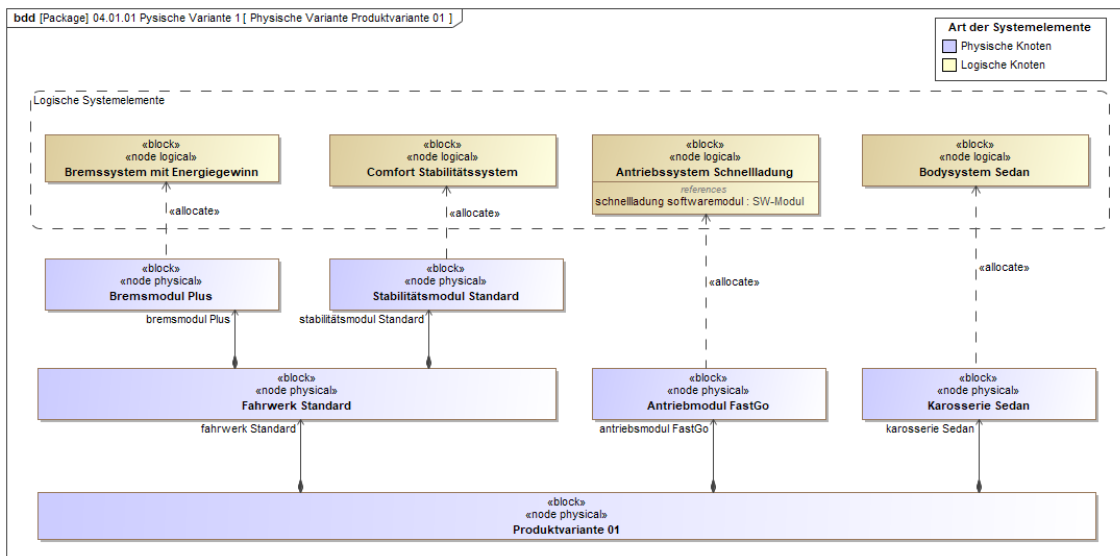 bdd [Package] 04.01.01 Pysische Variante 1 [ Physische Variante Produktvariante 01 ]
Art der Systemelemente
Physische Knoten
Logische Knoten
Logische Systemelemente
«block»
«node logical»
Bremssystem mit Energiegewinn
«block»
«node logical»
Comfort Stabilitätssystem
«block»
«node logical»
Antriebssystem Schnellladung
references
schnellladung softwaremodul : SW-Modul
«block»
«node logical»
Bodysystem Sedan
«allocate»
«allocate»
«allocate»
«allocate»
«block»
«node physical»
Bremsmodul Plus
«block»
«node physical»
Stabilitätsmodul Standard
bremsmodul Plus
stabilitätsmodul Standard
«block»
«node physical»
Fahrwerk Standard
«block»
«node physical»
Antriebmodul FastGo
«block»
«node physical»
Karosserie Sedan
fahrwerk Standard
antriebsmodul FastGo
karosserie Sedan
«block»
«node physical»
Produktvariante 01